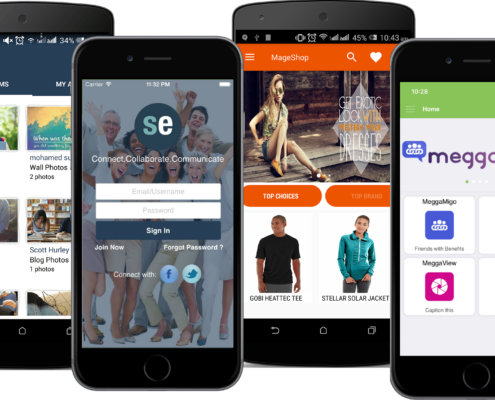 34%
MS
MY A
mohamed su
Wall Photos
2 photos
Scott Hurley
Blog Photos
1 photos
Carrier
11:32 PM
se
Connect.Collaborate.Communicate
Email/Username
Password
Sign In
Join Now
Forgot Password ?
Connect with:
45%
10:43
MageShop
GET EXOTIC
LOOK WITH
DRESSES
TOP CHOICES
TOP BRAND
GOBI HEATTEC TEE
STELLAR SOLAR JACKET
10:28
Home
megga
MeggaMigo
Friends with Benefits
MeggaView
Caption this